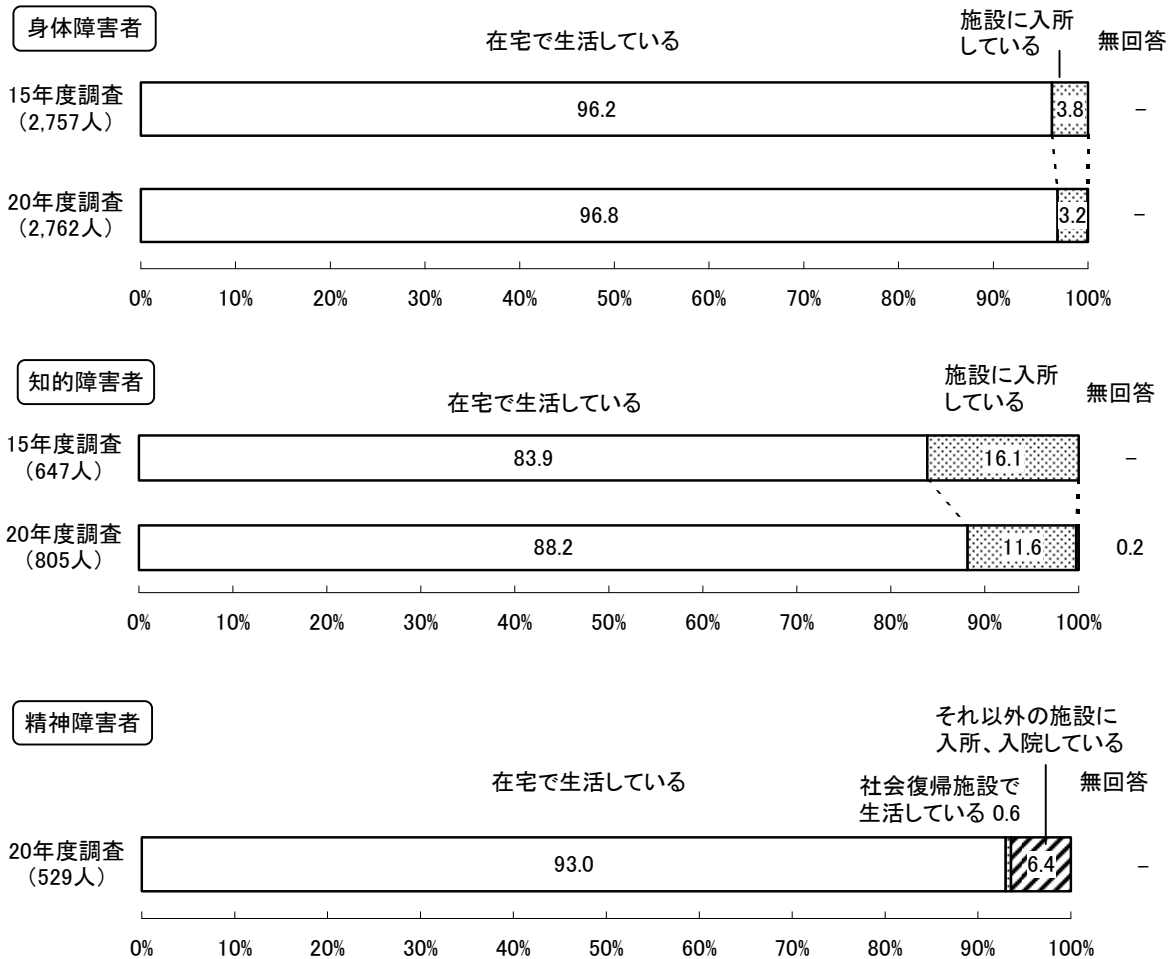 身体障害者
在宅で生活している
施設に入所
している
無回答
15年度調査
（2,757人）
96.2
3.8
－
20年度調査
（2,762人）
96.8
3.2
－
0% 10% 20% 30% 40% 50% 60% 70% 80% 90% 100%
知的障害者
在宅で生活している
施設に入所
している
無回答
15年度調査
（647人）
83.9
16.1
－
20年度調査
（805人）
88.2
11.6
0.2
0% 10% 20% 30% 40% 50% 60% 70% 80% 90% 100%
精神障害者
在宅で生活している
社会復帰施設で
生活している 0.6
それ以外の施設に
入所、入院している
無回答
20年度調査
（529人）
93.0
6.4
－
0% 10% 20% 30% 40% 50% 60% 70% 80% 90% 100%